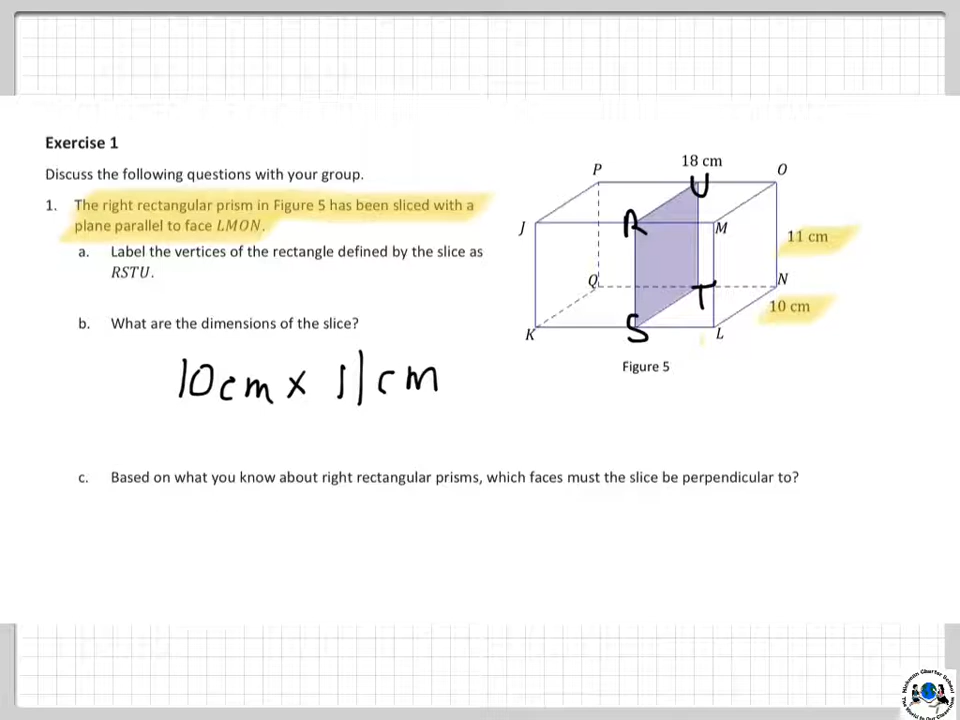 Exercise 1
Discuss the following questions with your group.
1. The right rectangular prism in Figure 5 has been sliced with a
plane parallel to face LMON.
a. Label the vertices of the rectangle defined by the slice as
RSTU.
b. What are the dimensions of the slice?
10cm x 11cm
18 cm
P
U
O
J
R
M
11 cm
Q
T
N
10 cm
K
S
L
Figure 5
c. Based on what you know about right rectangular prisms, which faces must the slice be perpendicular to?